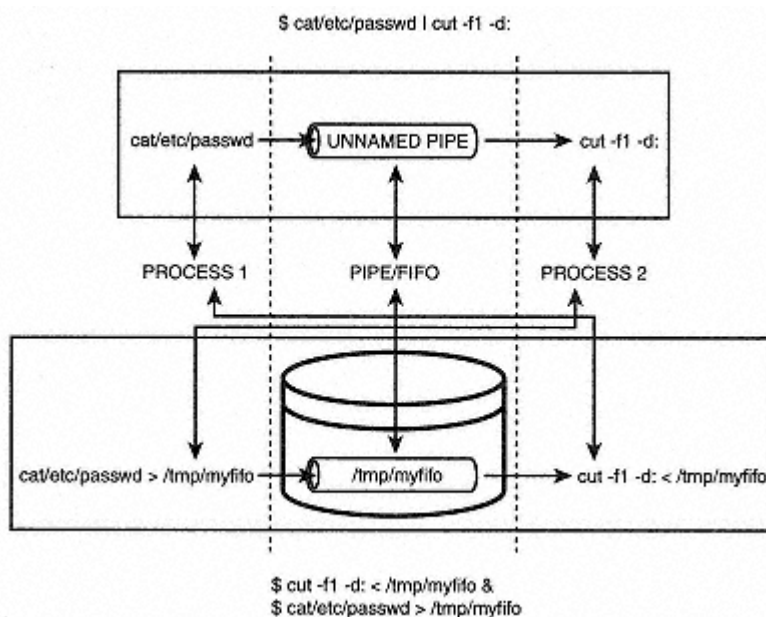 $ cat/etc/passwd | cut -f1 -d:
cat/etc/passwd
UNNAMED PIPE
cut -f1 -d:
PROCESS 1
PIPE/FIFO
PROCESS 2
cat/etc/passwd > /tmp/myfifo
/tmp/myfifo
cut -f1 -d: < /tmp/myfifo
$ cut -f1 -d: < /tmp/myfifo &
$ cat/etc/passwd > /tmp/myfifo